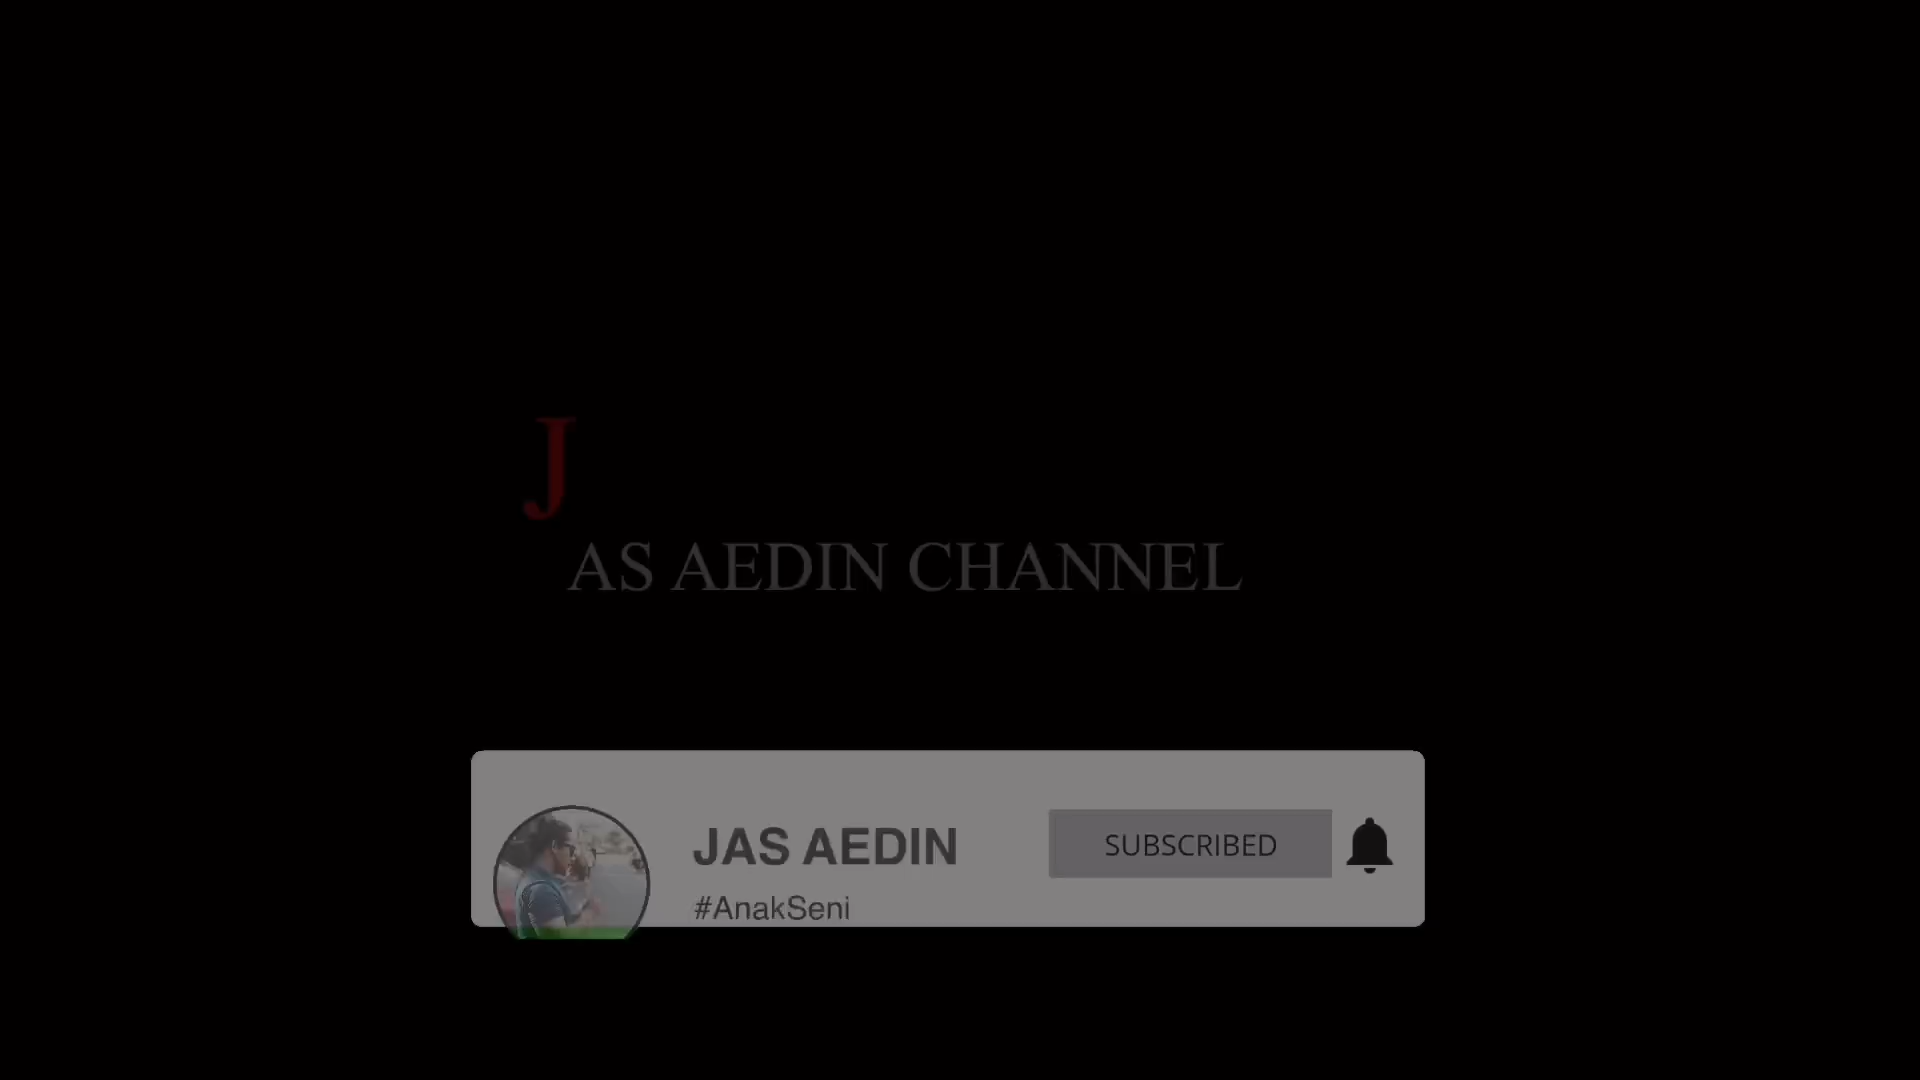 J
AS AEDIN CHANNEL
JAS AEDIN
SUBSCRIBED
#AnakSeni